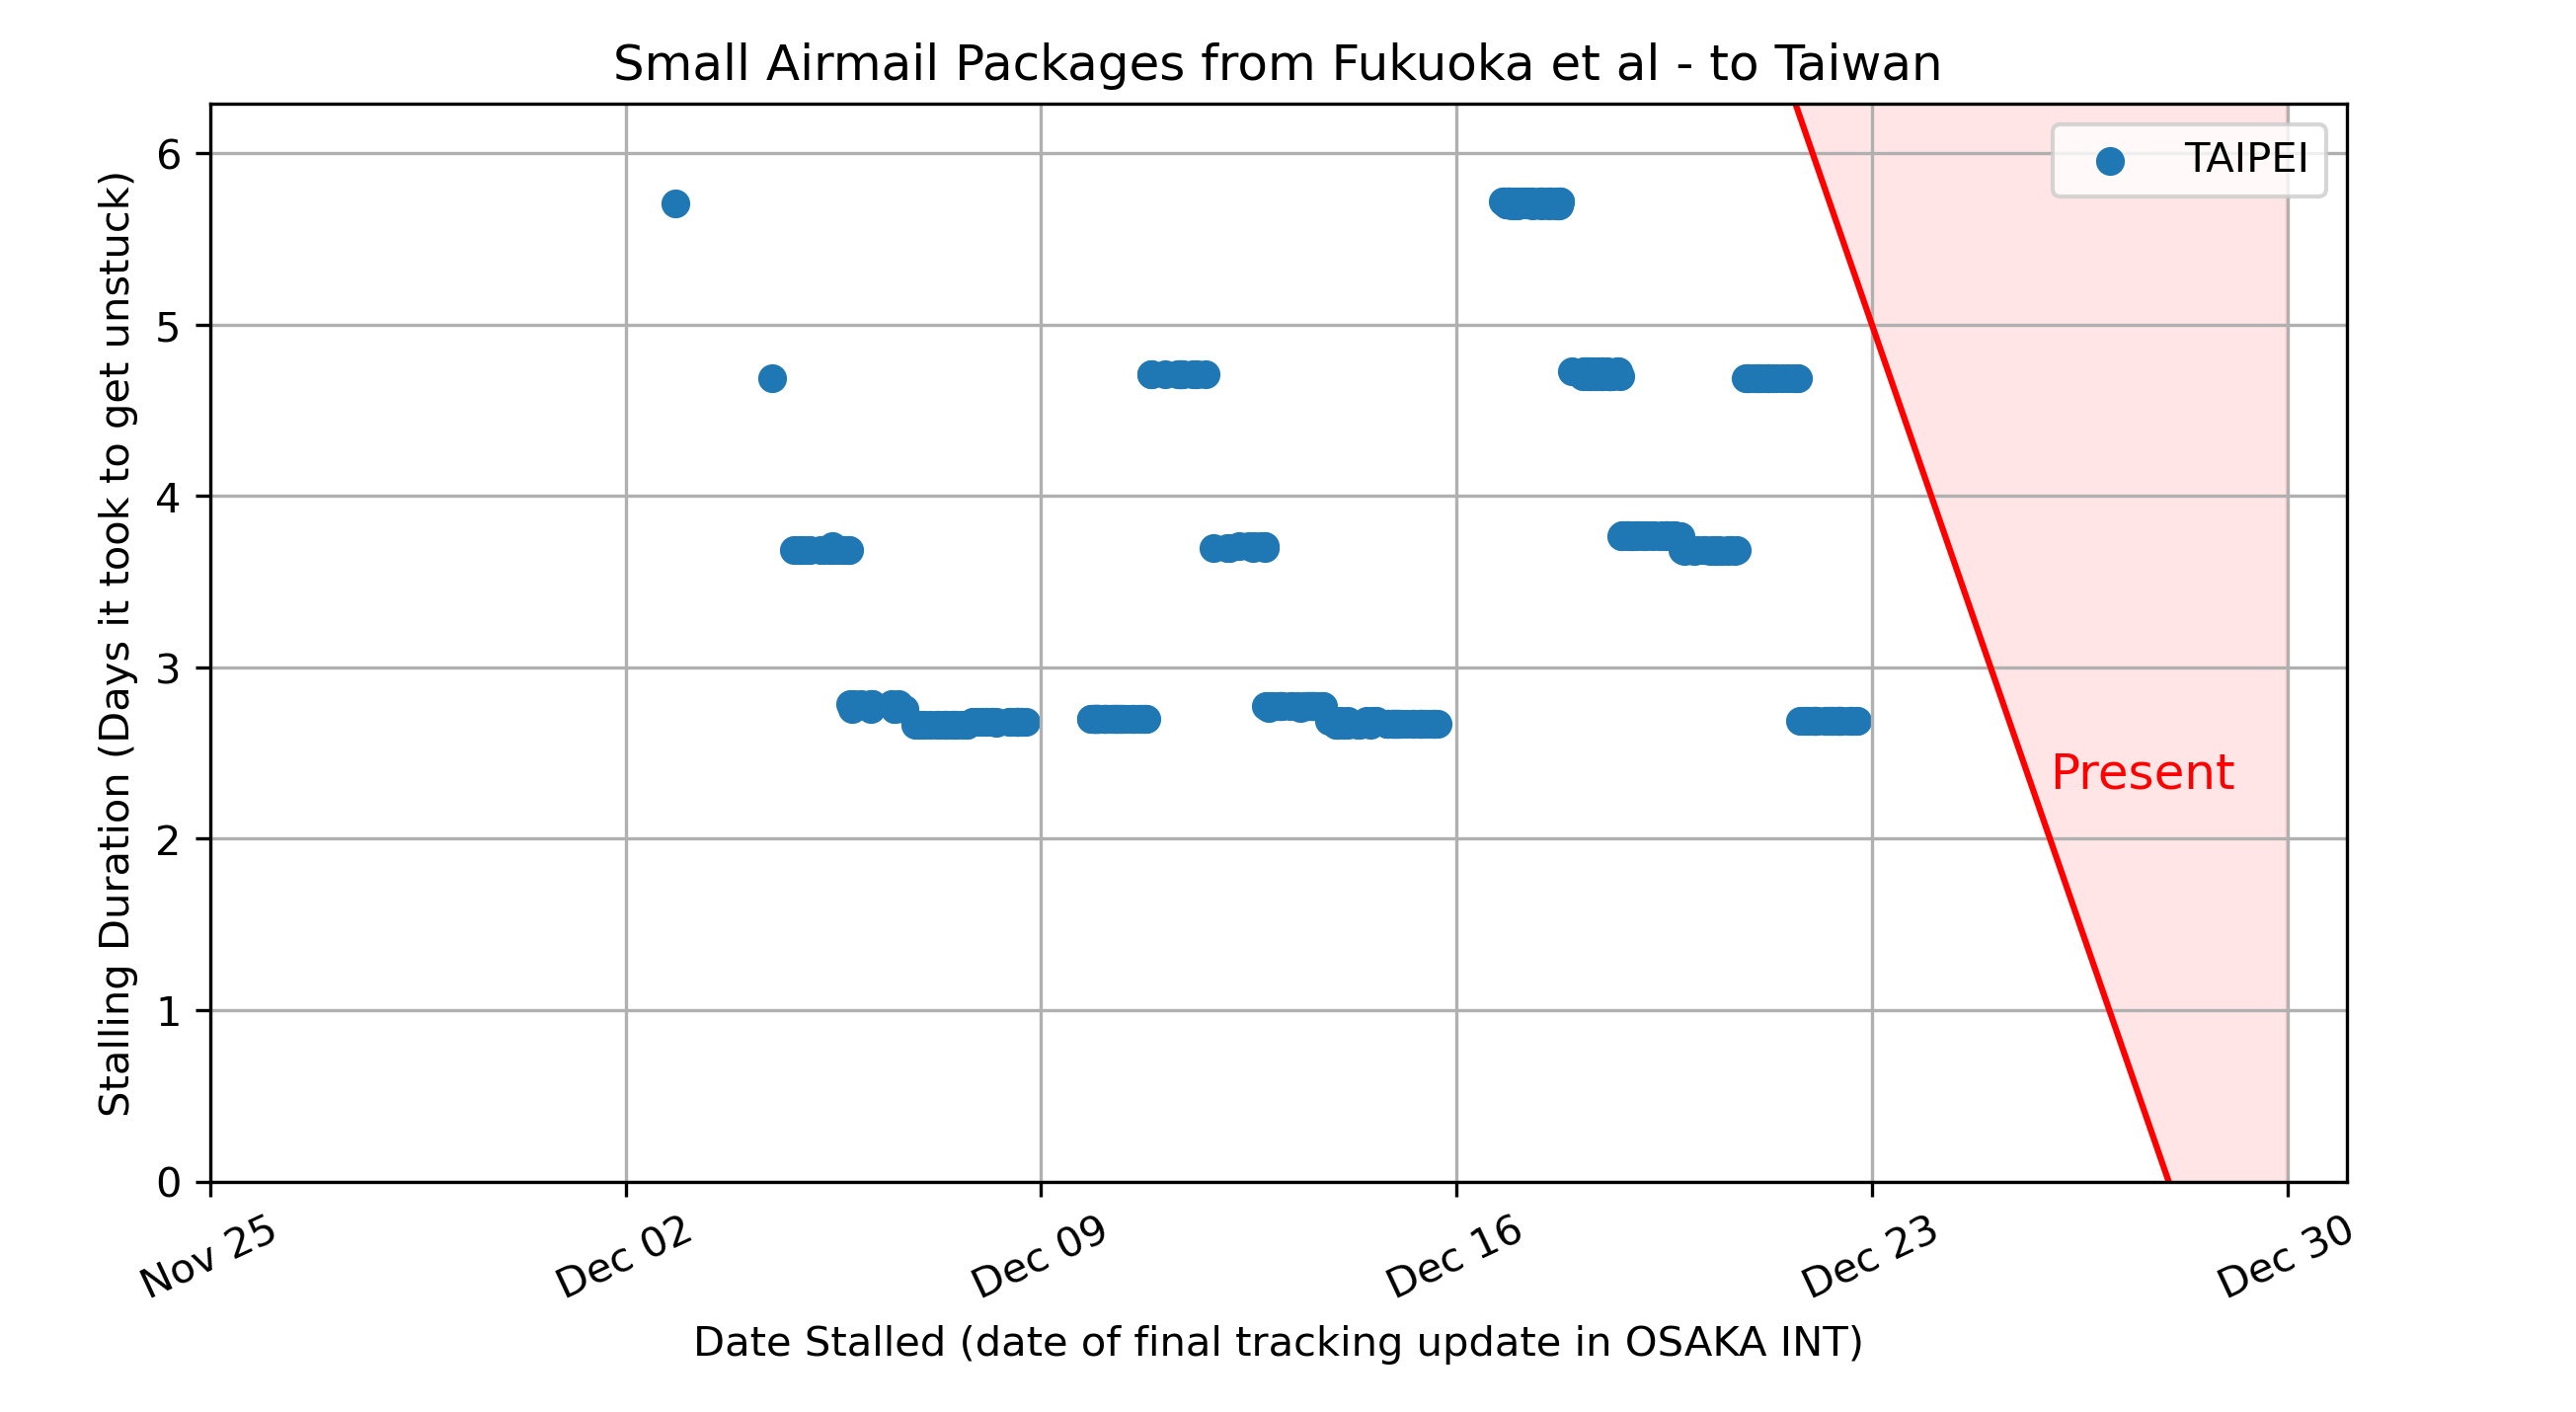 Small Airmail Packages from Fukuoka et al - to Taiwan
Stalling Duration (Days it took to get unstuck)
6
5
4
3
2
1
0
TAIPEI
Present
Nov 25
Dec 02
Dec 09
Dec 16
Dec 23
Dec 30
Date Stalled (date of final tracking update in OSAKA INT)